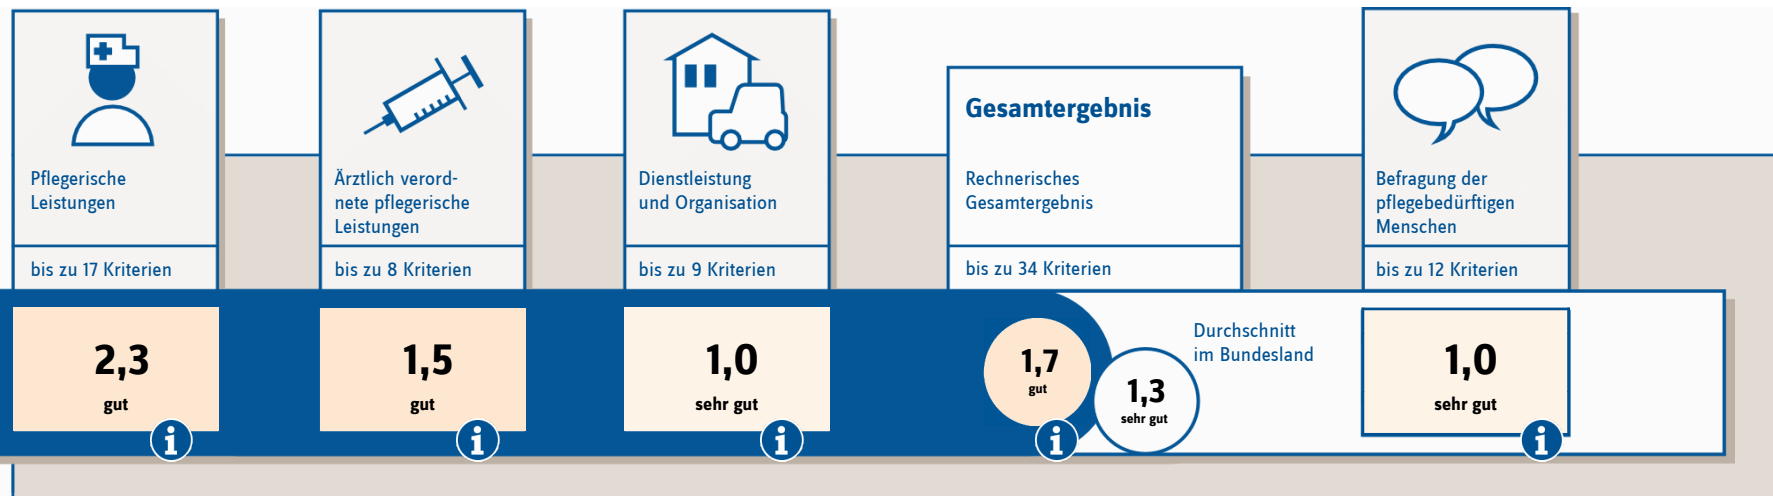 Pflegerische
Leistungen
bis zu 17 Kriterien
2,3
gut
i
Ärztlich verord-
nete pflegerische
Leistungen
bis zu 8 Kriterien
1,5
gut
i
Dienstleistung
und Organisation
bis zu 9 Kriterien
1,0
sehr gut
i
Gesamtergebnis
Rechnerisches
Gesamtergebnis
bis zu 34 Kriterien
1,7
gut
i
1,3
sehr gut
Durchschnitt
im Bundesland
Befragung der
pflegebedürftigen
Menschen
bis zu 12 Kriterien
1,0
sehr gut
i